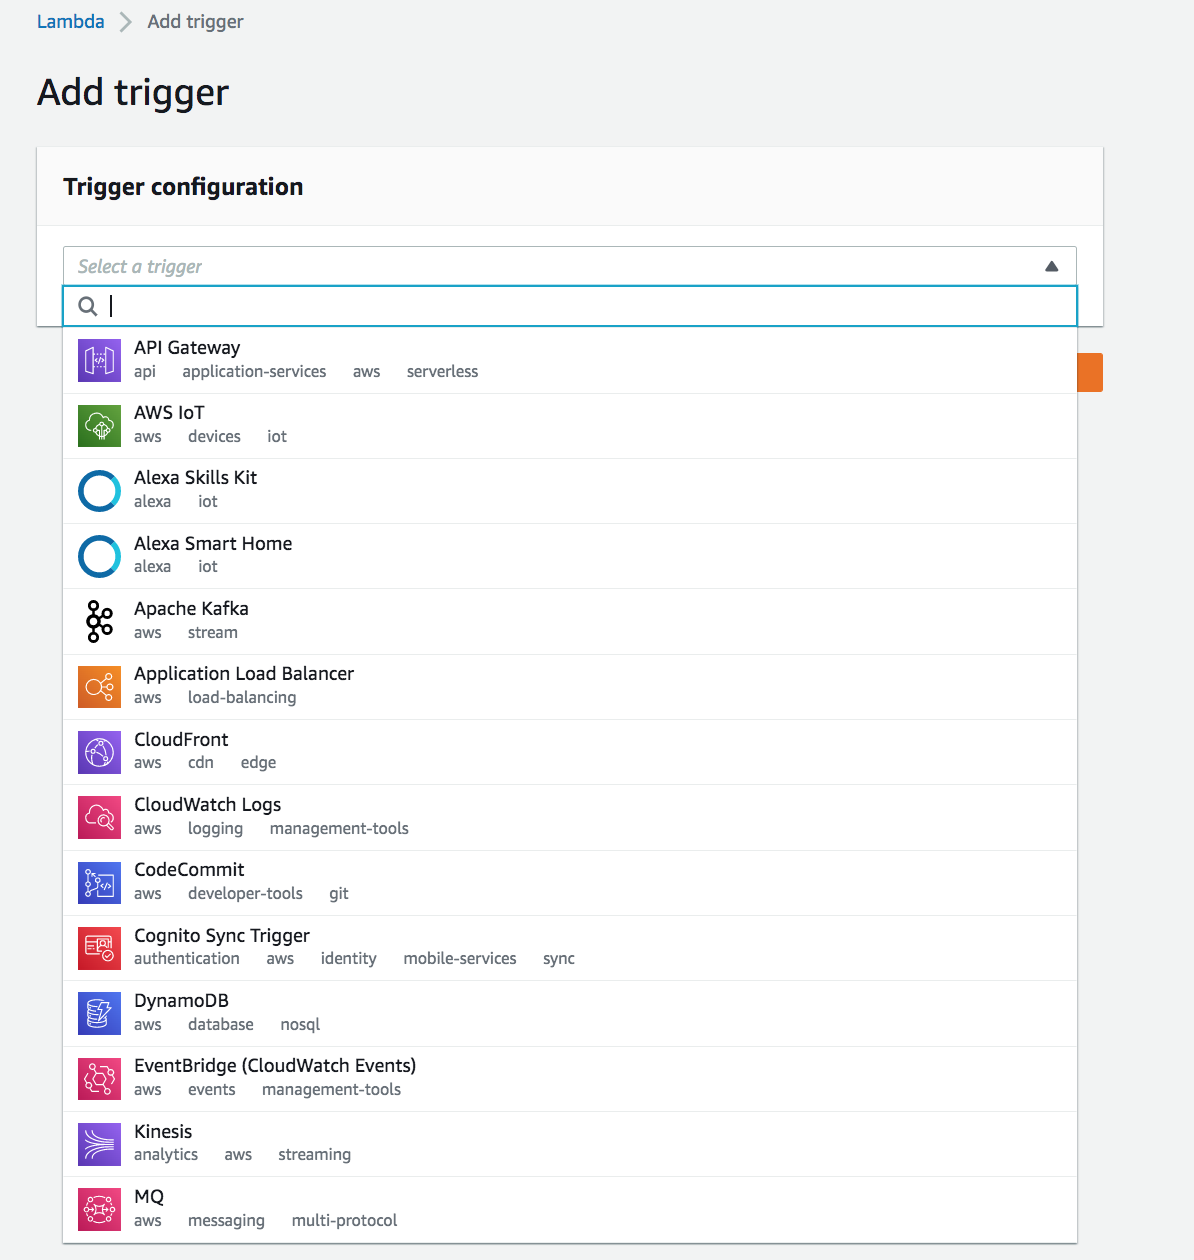 Lambda > Add trigger
Add trigger
Trigger configuration
Select a trigger
API Gateway
api application-services aws serverless
AWS IoT
aws devices iot
Alexa Skills Kit
alexa iot
Alexa Smart Home
alexa iot
Apache Kafka
aws stream
Application Load Balancer
aws load-balancing
CloudFront
aws cdn edge
CloudWatch Logs
aws logging management-tools
CodeCommit
aws developer-tools git
Cognito Sync Trigger
authentication aws identity mobile-services sync
DynamoDB
aws database nosql
EventBridge (CloudWatch Events)
aws events management-tools
Kinesis
analytics aws streaming
MQ
aws messaging multi-protocol